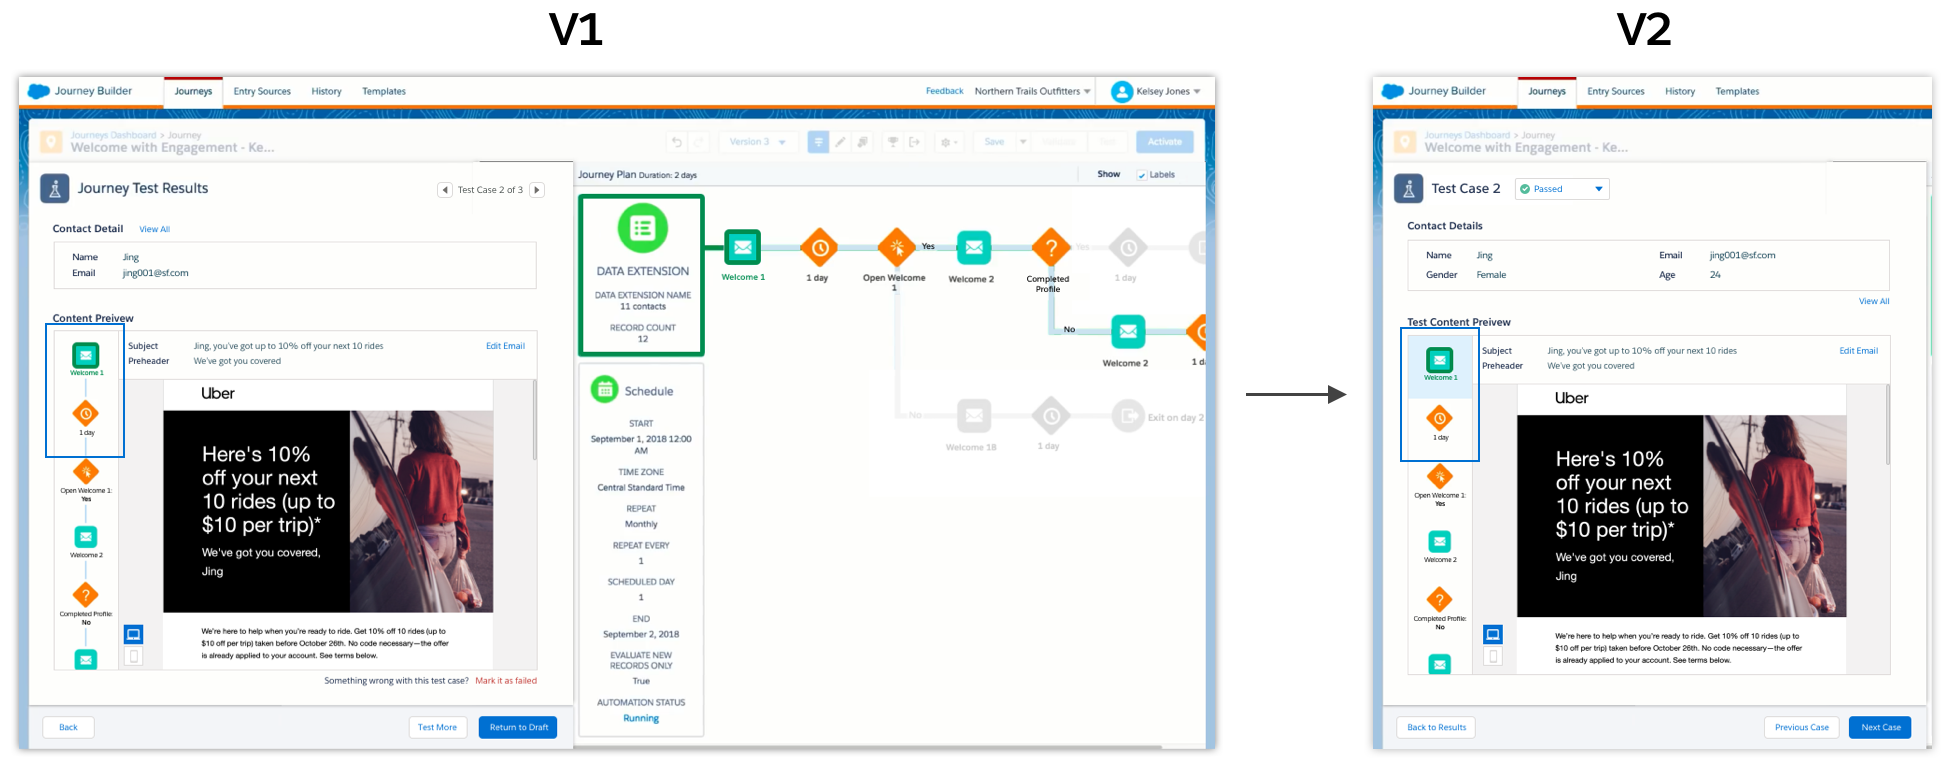 V1
V2
Journey Builder
Journeys
Entry Sources
History
Templates
Feedback
Northern Trails Outfitters
Kelsey Jones
Journeys Dashboard > Journey
Welcome with Engagement - Ke...
Version 3
Save
Activate
Journey Test Results
Test Case 2 of 3
Contact Detail View All
Name Jing
Email jing001@sf.com
Content Preivew
Welcome 1
1 day
Open Welcome 1:
Yes
Welcome 2
Completed Profile:
No
Subject Jing, you've got up to 10% off your next 10 rides Edit Email
Preheader We've got you covered
Uber
Here's 10%
off your next
10 rides (up to
$10 per trip)*
We've got you covered,
Jing
We're here to help when you're ready to ride. Get 10% off 10 rides (up to
$10 off per trip) taken before October 26th. No code necessary—the offer
is already applied to your account. See terms below.
Something wrong with this test case? Mark it as failed
Back
Test More
Return to Draft
Journey Plan Duration: 2 days
Show
Labels
DATA EXTENSION
DATA EXTENSION NAME
11 contacts
RECORD COUNT
12
Schedule
START
September 1, 2018 12:00
AM
TIME ZONE
Central Standard Time
REPEAT
Monthly
REPEAT EVERY
1
SCHEDULED DAY
1
END
September 2, 2018
EVALUATE NEW
RECORDS ONLY
True
AUTOMATION STATUS
Running
Welcome 1
1 day
Open Welcome
1
Yes
Welcome 2
Completed
Profile
Yes
1 day
No
Welcome 2
1 d
No
Welcome 1B
1 day
Exit on day 2
Journey Builder
Journeys
Entry Sources
History
Templates
Journeys Dashboard > Journey
Welcome with Engagement - Ke...
Test Case 2
Passed
Contact Details
Name Jing Email jing001@sf.com
Gender Female Age 24
View All
Test Content Preivew
Welcome 1
1 day
Open Welcome 1:
Yes
Welcome 2
Completed Profile:
No
Subject Jing, you've got up to 10% off your next 10 rides Edit Email
Preheader We've got you covered
Uber
Here's 10%
off your next
10 rides (up to
$10 per trip)*
We've got you covered,
Jing
We're here to help when you're ready to ride. Get 10% off 10 rides (up to
$10 off per trip) taken before October 26th. No code necessary—the offer
is already applied to your account. See terms below.
Back to Results
Previous Case
Next Case